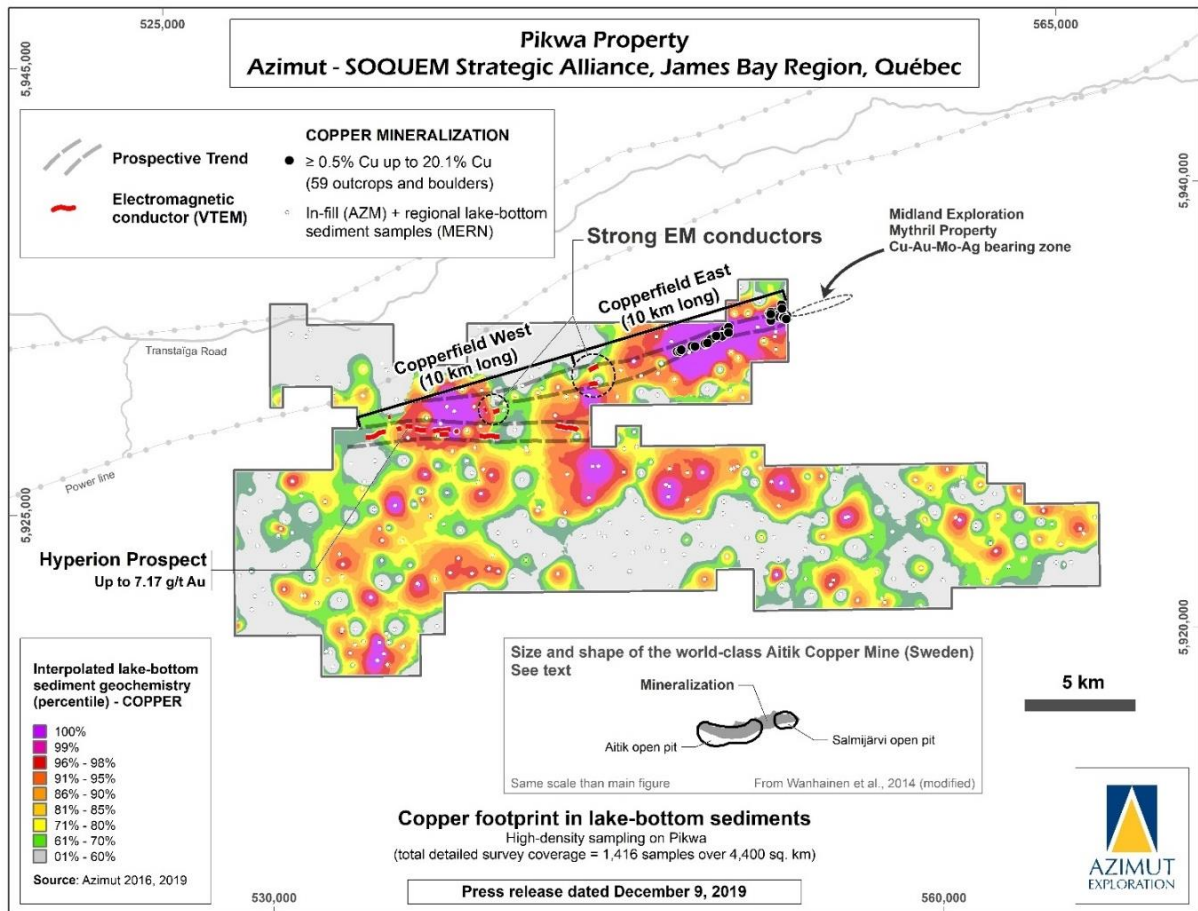 525,000
565,000
Pikwa Property
Azimut - SOQUEM Strategic Alliance, James Bay Region, Québec
5,945,000
5,940,000
COPPER MINERALIZATION
Prospective Trend
≥ 0.5% Cu up to 20.1% Cu
(59 outcrops and boulders)
Electromagnetic
conductor (VTEM)
In-fill (AZM) + regional lake-bottom
sediment samples (MERN)
Midland Exploration
Mythril Property
Cu-Au-Mo-Ag bearing zone
Strong EM conductors
Copperfield East
(10 km long)
Copperfield West
(10 km long)
Transtaïga Road
Power line
5,925,000
5,920,000
Hyperion Prospect
Up to 7.17 g/t Au
Interpolated lake-bottom
sediment geochemistry
(percentile) - COPPER
100%
99%
96% - 98%
91% - 95%
86% - 90%
81% - 85%
71% - 80%
61% - 70%
01% - 60%
Source: Azimut 2016, 2019
Size and shape of the world-class Aitik Copper Mine (Sweden)
See text
Mineralization
Aitik open pit
Salmijärvi open pit
Same scale than main figure
From Wanhainen et al., 2014 (modified)
5 km
Copper footprint in lake-bottom sediments
High-density sampling on Pikwa
(total detailed survey coverage = 1,416 samples over 4,400 sq. km)
Press release dated December 9, 2019
AZIMUT
EXPLORATION
530,000
560,000